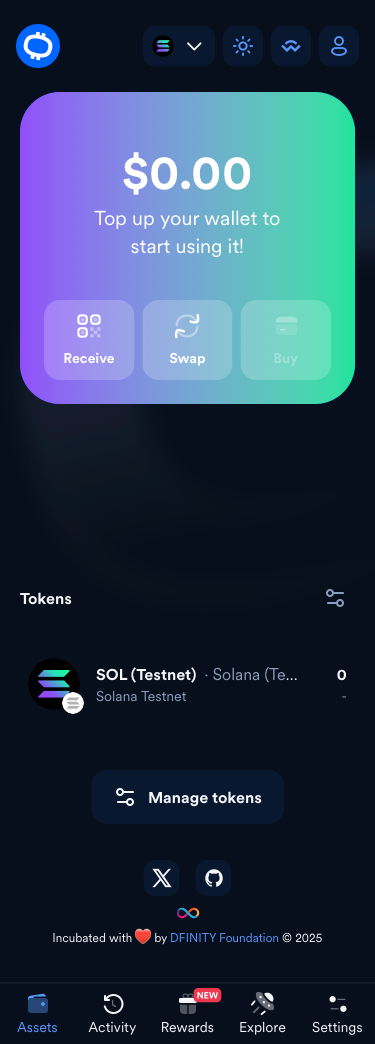 $0.00
Top up your wallet to
start using it!
Receive
Swap
Buy
Tokens
SOL (Testnet) · Solana (Te... 0
Solana Testnet -
Manage tokens
Incubated with ❤️ by DFINITY Foundation © 2025
NEW
Assets Activity Rewards Explore Settings